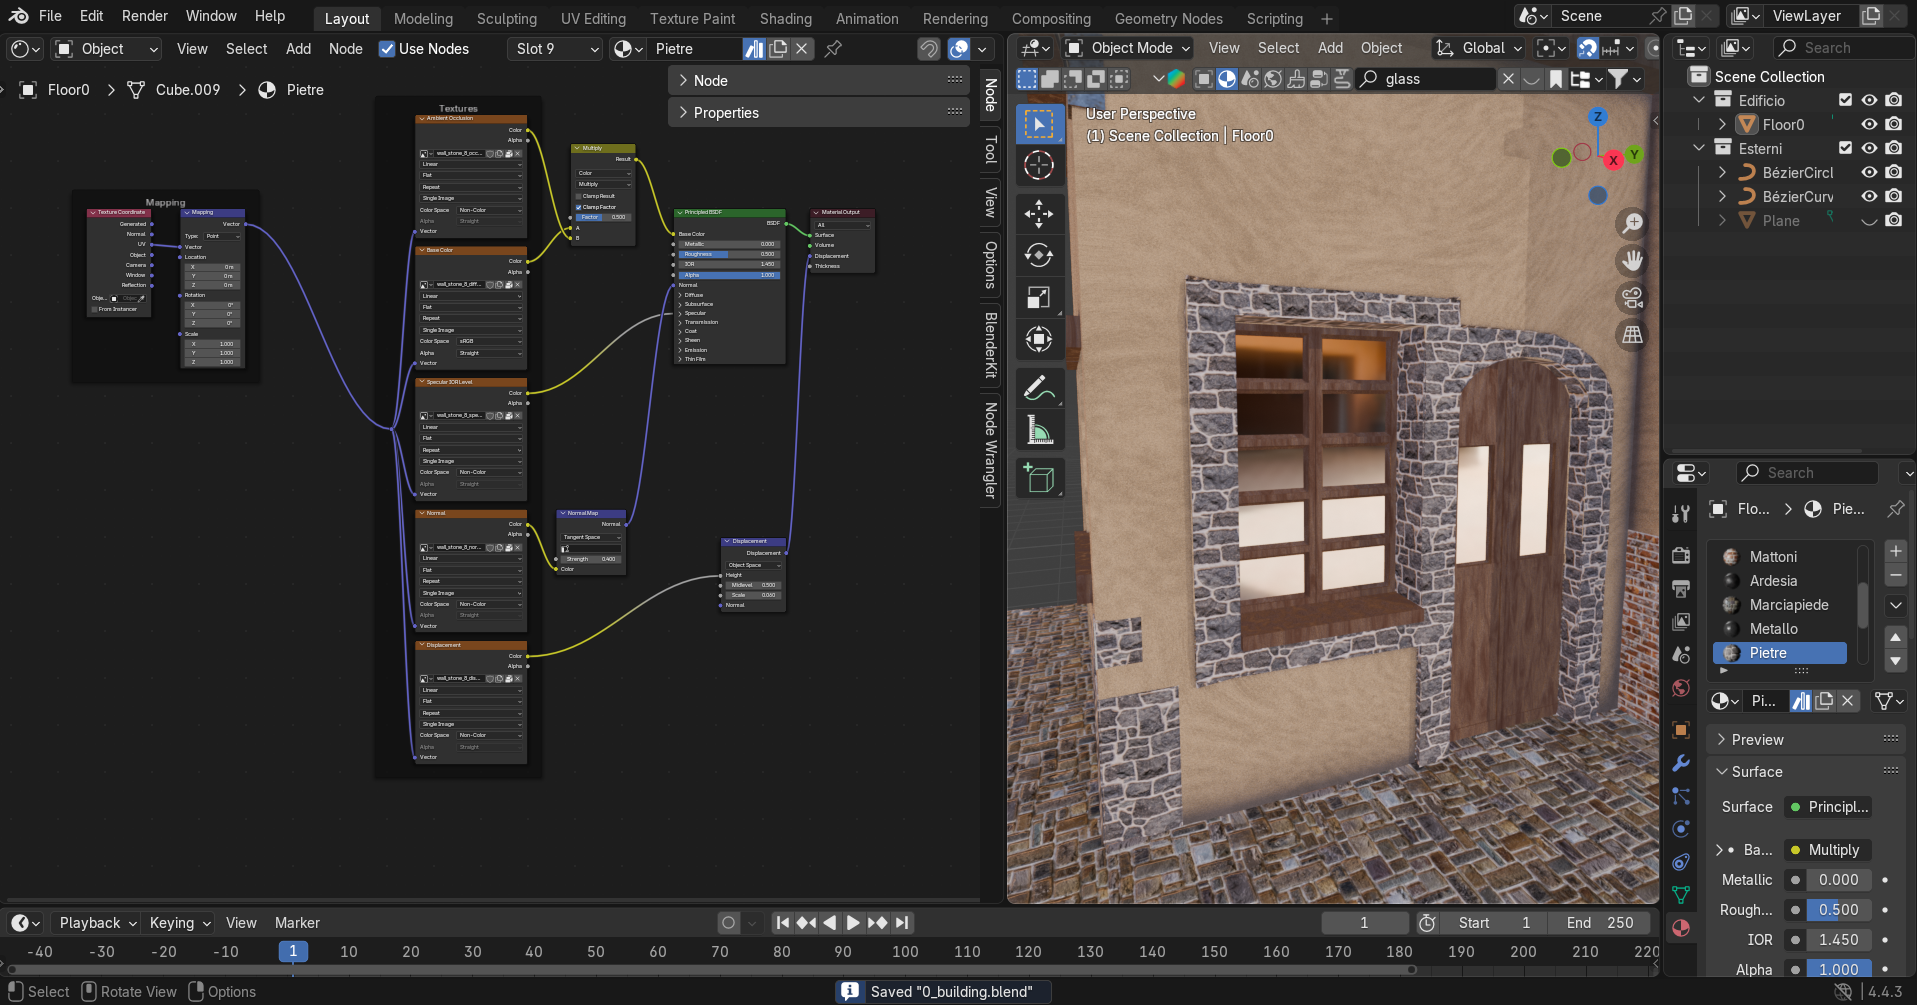 File Edit Render Window Help Layout Modeling Sculpting UV Editing Texture Paint Shading Animation Rendering Compositing Geometry Nodes Scripting + Scene ViewLayer
Object View Select Add Node Use Nodes Slot 9 Pietre
Object Mode View Select Add Object Global
Search
Floor0 > Cube.009 > Pietre
Node
Properties
glass
Node
Tool
View
Options
BlenderKit
Node Wrangler
User Perspective
(1) Scene Collection | Floor0
Z
Y
X
Scene Collection
Edificio
Floor0
Esterni
BézierCircl
BézierCurv
Plane
Mapping
Texture Coordinate
Generated
Normal
UV
Object
Camera
Window
Reflection
Obje...
From Instancer
Mapping
Vector
Type: Point
Vector
Location
X 0 m
Y 0 m
Z 0 m
Rotation
X 0°
Y 0°
Z 0°
Scale
X 1.000
Y 1.000
Z 1.000
Textures
Ambient Occlusion
Color
Alpha
wall_stone_8_occ...
Linear
Flat
Repeat
Single Image
Color Space Non-Color
Alpha Straight
Vector
Base Color
Color
Alpha
wall_stone_8_diff...
Linear
Flat
Repeat
Single Image
Color Space sRGB
Alpha Straight
Vector
Specular IOR Level
Color
Alpha
wall_stone_8_spe...
Linear
Flat
Repeat
Single Image
Color Space Non-Color
Alpha Straight
Vector
Normal
Color
Alpha
wall_stone_8_nor...
Linear
Flat
Repeat
Single Image
Color Space Non-Color
Alpha Straight
Vector
Displacement
Color
Alpha
wall_stone_8_dis...
Linear
Flat
Repeat
Single Image
Color Space Non-Color
Alpha Straight
Vector
Multiply
Result
Color
Multiply
Clamp Result
Clamp Factor
Factor 0.500
A
B
Principled BSDF
BSDF
Base Color
Metallic 0.000
Roughness 0.500
IOR 1.450
Alpha 1.000
Normal
Diffuse
Subsurface
Specular
Transmission
Coat
Sheen
Emission
Thin Film
Material Output
All
Surface
Volume
Displacement
Thickness
Normal Map
Normal
Tangent Space
Strength 0.400
Color
Displacement
Displacement
Object Space
Height
Midlevel 0.500
Scale 0.060
Normal
Search
Flo... > Pie...
Mattoni
Ardesia
Marciapiede
Metallo
Pietre
Pi...
Preview
Surface
Surface Principl...
Ba... Multiply
Metallic 0.000
Rough... 0.500
IOR 1.450
Alpha 1.000
Playback Keying View Marker 1 Start 1 End 250
-40 -30 -20 -10 1 10 20 30 40 50 60 70 80 90 100 110 120 130 140 150 160 170 180 190 200 210 220
Select Rotate View Options Saved "0_building.blend" 4.4.3